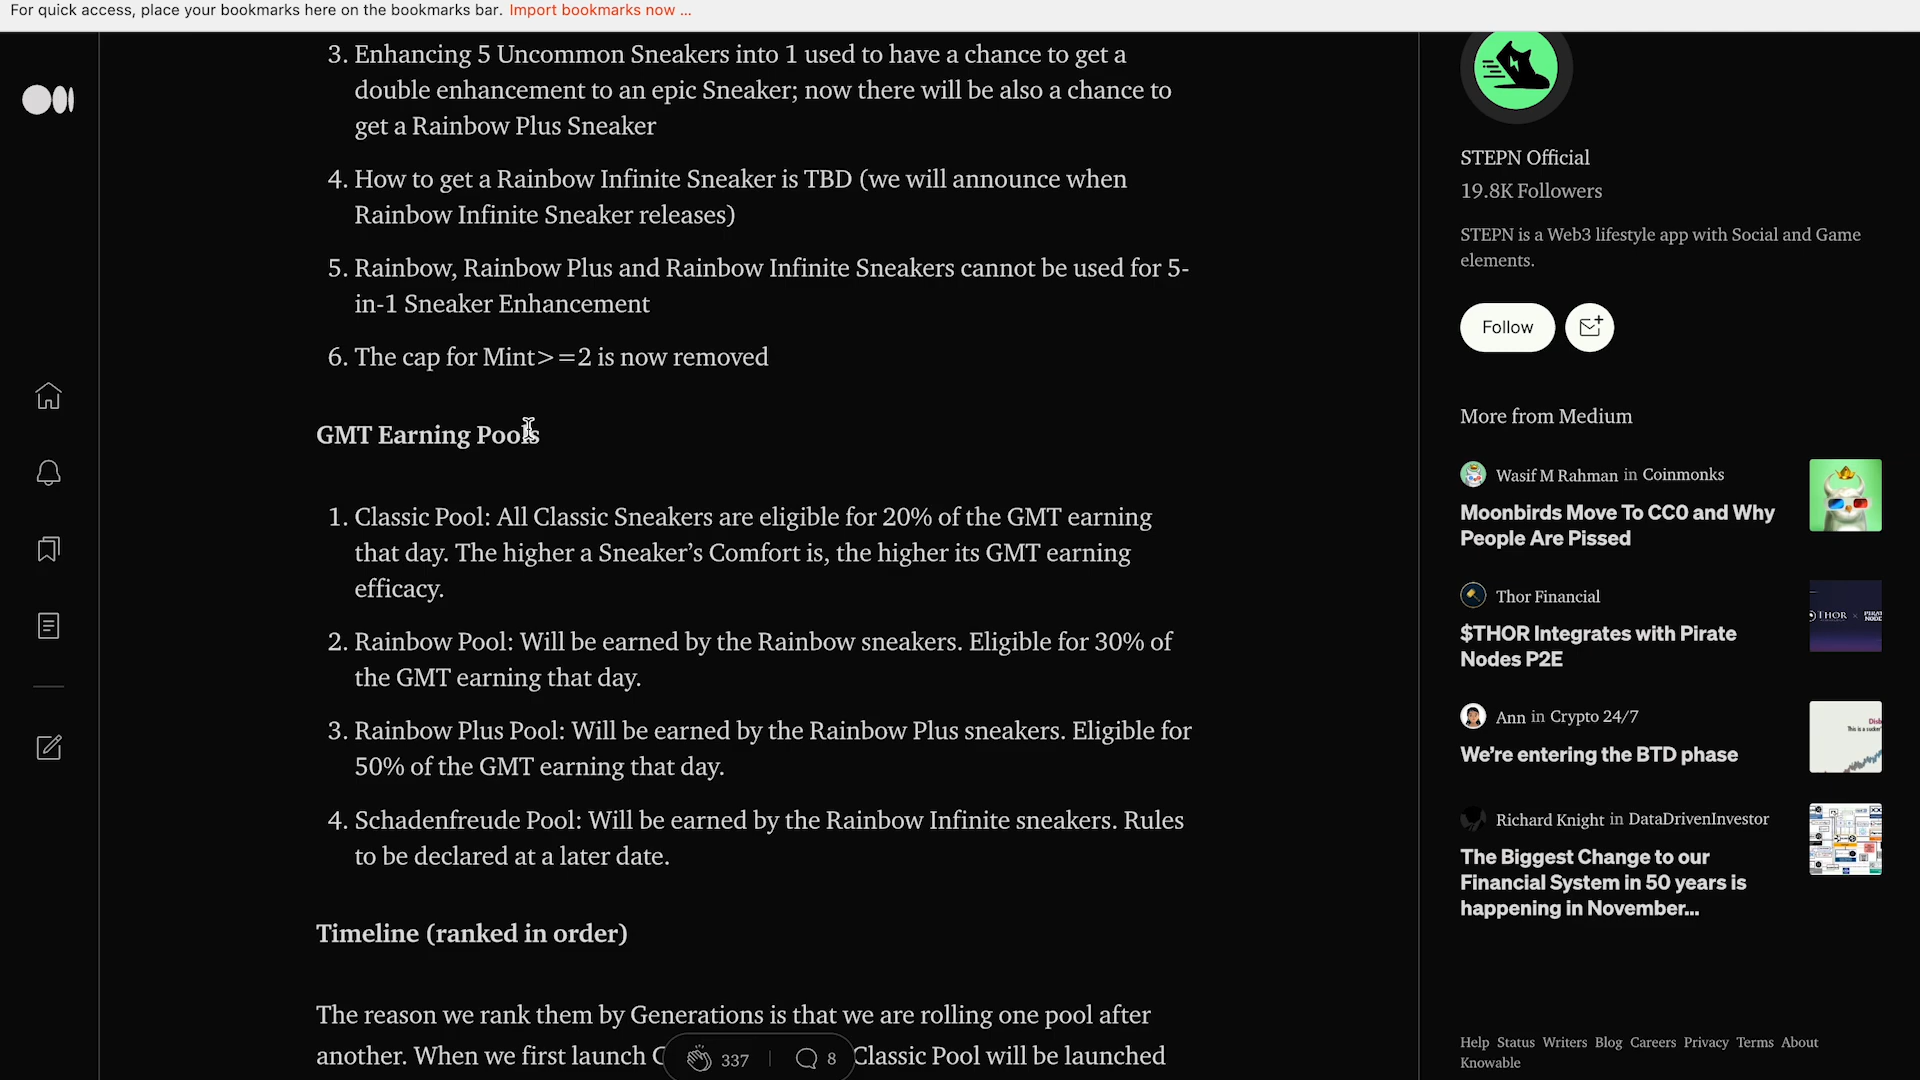 For quick access, place your bookmarks here on the bookmarks bar. Import bookmarks now ...
3. Enhancing 5 Uncommon Sneakers into 1 used to have a chance to get a
double enhancement to an epic Sneaker; now there will be also a chance to
get a Rainbow Plus Sneaker
4. How to get a Rainbow Infinite Sneaker is TBD (we will announce when
Rainbow Infinite Sneaker releases)
5. Rainbow, Rainbow Plus and Rainbow Infinite Sneakers cannot be used for 5-
in-1 Sneaker Enhancement
6. The cap for Mint>=2 is now removed
GMT Earning Pools
1. Classic Pool: All Classic Sneakers are eligible for 20% of the GMT earning
that day. The higher a Sneaker’s Comfort is, the higher its GMT earning
efficacy.
2. Rainbow Pool: Will be earned by the Rainbow sneakers. Eligible for 30% of
the GMT earning that day.
3. Rainbow Plus Pool: Will be earned by the Rainbow Plus sneakers. Eligible for
50% of the GMT earning that day.
4. Schadenfreude Pool: Will be earned by the Rainbow Infinite sneakers. Rules
to be declared at a later date.
Timeline (ranked in order)
The reason we rank them by Generations is that we are rolling one pool after
another. When we first launch
Classic Pool will be launched
337
8
STEPN Official
19.8K Followers
STEPN is a Web3 lifestyle app with Social and Game
elements.
Follow
More from Medium
Wasif M Rahman in Coinmonks
Moonbirds Move To CC0 and Why
People Are Pissed
Thor Financial
$THOR Integrates with Pirate
Nodes P2E
THOR
Ann in Crypto 24/7
We’re entering the BTD phase
Richard Knight in DataDrivenInvestor
The Biggest Change to our
Financial System in 50 years is
happening in November...
Help Status Writers Blog Careers Privacy Terms About
Knowable